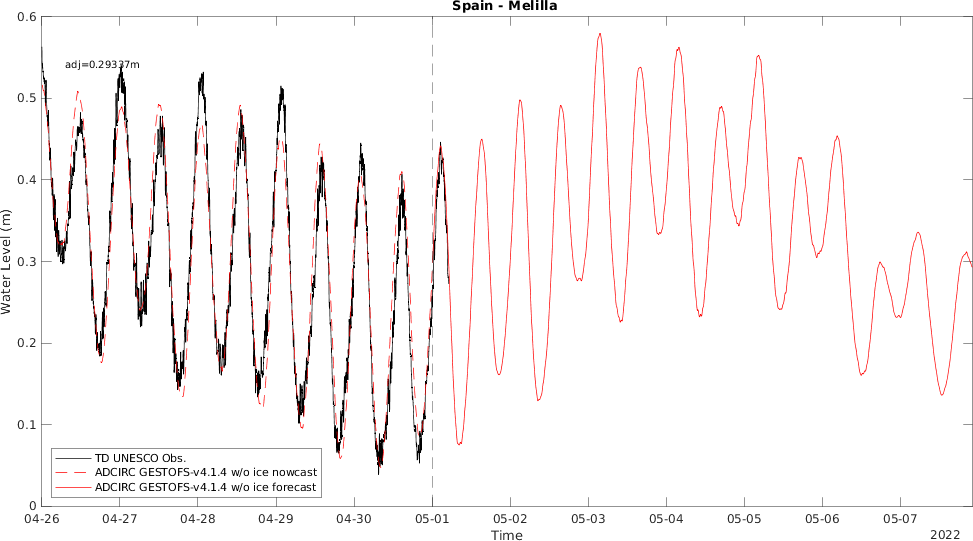 Spain - Melilla
adj=0.29337m
Water Level (m)
0.6
0.5
0.4
0.3
0.2
0.1
0
TD UNESCO Obs.
ADCIRC GESTOFS-v4.1.4 w/o ice nowcast
ADCIRC GESTOFS-v4.1.4 w/o ice forecast
04-26 04-27 04-28 04-29 04-30 05-01 05-02 05-03 05-04 05-05 05-06 05-07
Time
2022